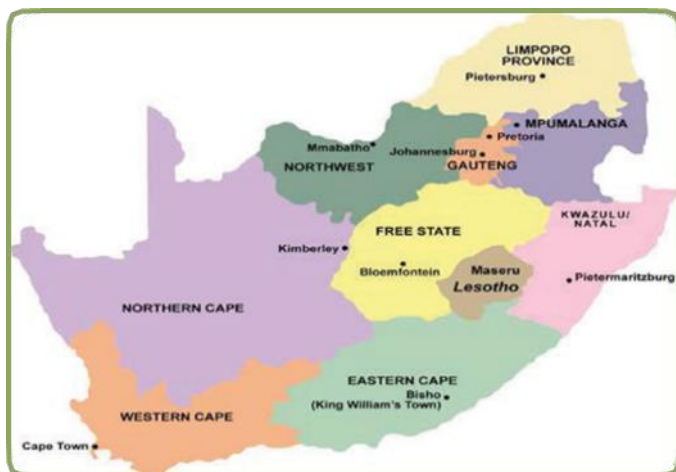 LIMPOPO
PROVINCE
Pietersburg
MPUMALANGA
Pretoria
Mmabatho
Johannesburg
NORTHWEST
GAUTENG
KWAZULU/
NATAL
FREE STATE
Kimberley
Maseru
Bloemfontein
Lesotho
Pietermaritzburg
NORTHERN CAPE
EASTERN CAPE
Bisho
(King William's Town)
WESTERN CAPE
Cape Town